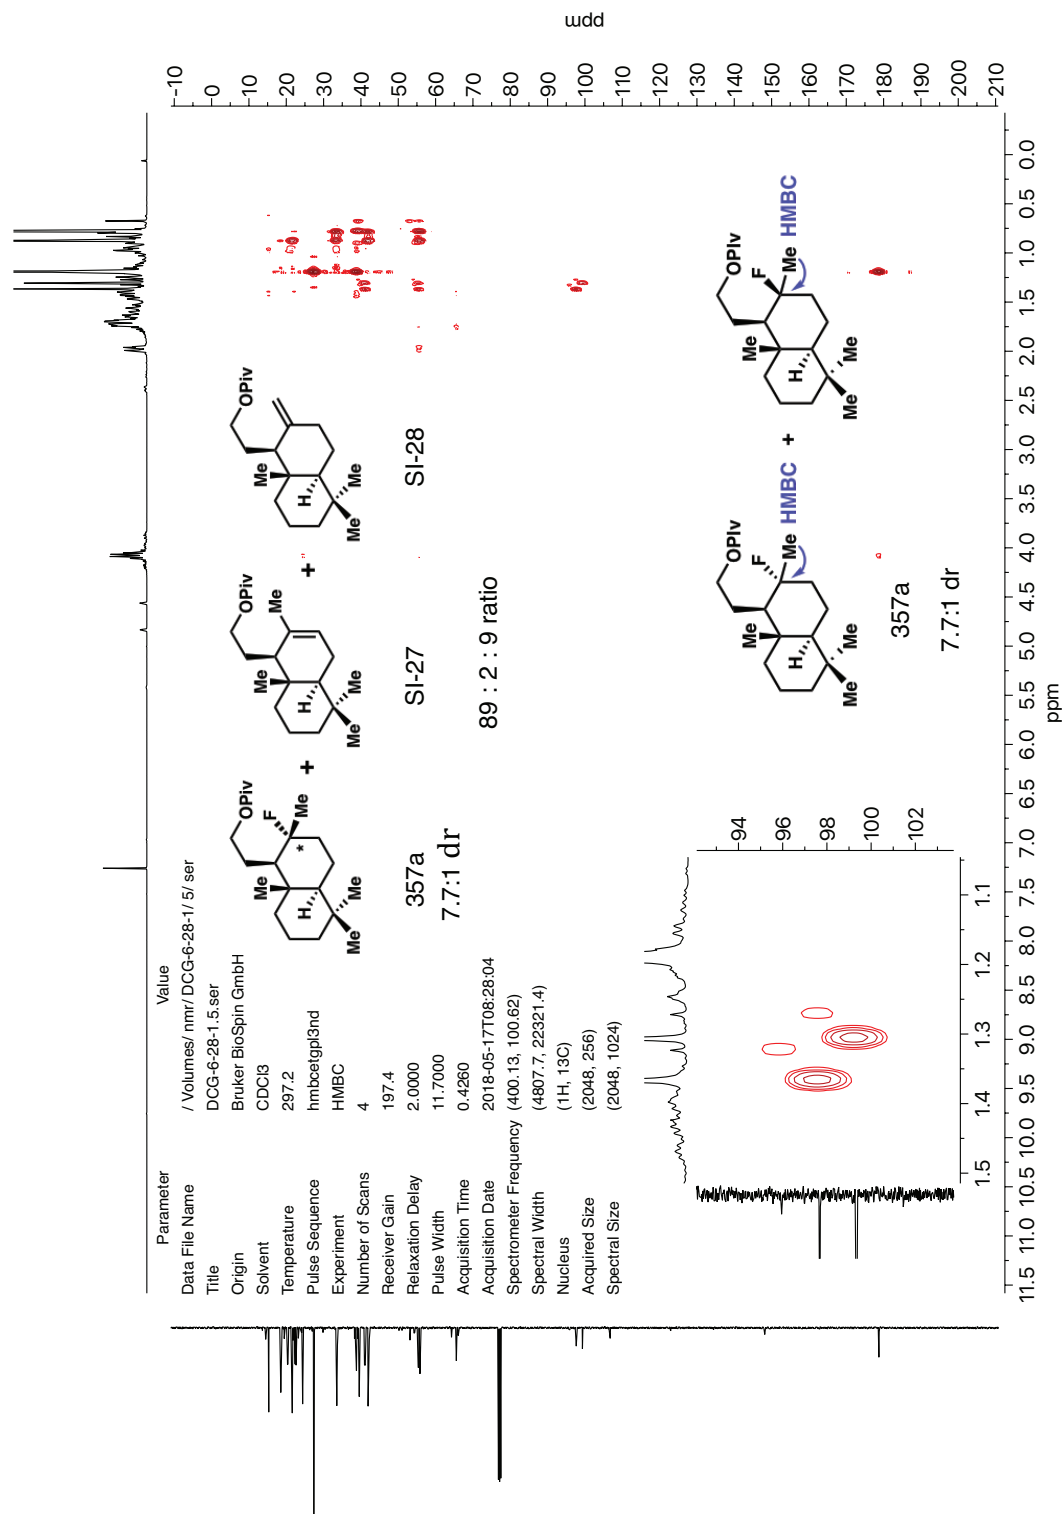 Parameter Value
Data File Name / Volumes/ nmr/ DCG-6-28-1/ 5/ ser
Title DCG-6-28-1.5.ser
Origin Bruker BioSpin GmbH
Solvent CDCl3
Temperature 297.2
Pulse Sequence hmbcetgpl3nd
Experiment HMBC
Number of Scans 4
Receiver Gain 197.4
Relaxation Delay 2.0000
Pulse Width 11.7000
Acquisition Time 0.4260
Acquisition Date 2018-05-17T08:28:04
Spectrometer Frequency (400.13, 100.62)
Spectral Width (4807.7, 22321.4)
Nucleus (1H, 13C)
Acquired Size (2048, 256)
Spectral Size (2048, 1024)
Me H Me Me F * Me OPiv
+
Me H Me Me Me OPiv
+
Me H Me Me OPiv
357a
7.7:1 dr
SI-27
SI-28
89 : 2 : 9 ratio
Me H Me Me F Me HMBC OPiv
+
Me H Me Me F Me HMBC OPiv
357a
7.7:1 dr
94
96
98
100
102
1.5 1.4 1.3 1.2 1.1
11.5 11.0 10.5 10.0 9.5 9.0 8.5 8.0 7.5 7.0 6.5 6.0 5.5 5.0 4.5 4.0 3.5 3.0 2.5 2.0 1.5 1.0 0.5 0.0
ppm
-10
0
10
20
30
40
50
60
70
80
90
100
110
120
130
140
150
160
170
180
190
200
210
ppm